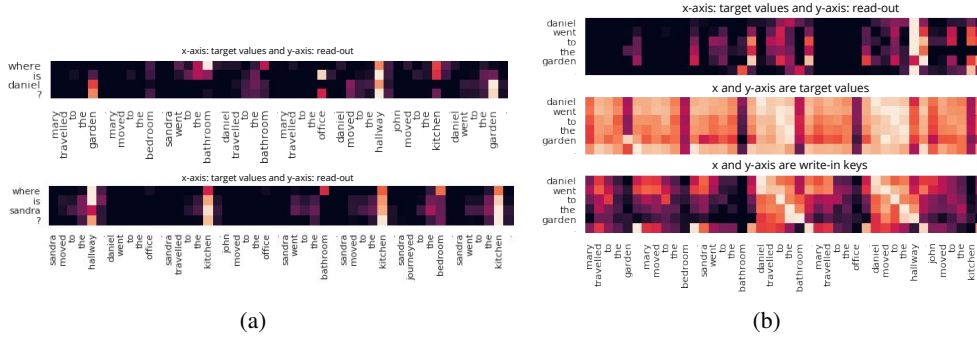 x-axis: target values and y-axis: read-out
where
is
daniel
?
mary travelled to the garden . mary moved to the bedroom . sandra went to the bathroom . daniel travelled to the bathroom . mary travelled to the office . daniel moved to the hallway . john moved to the kitchen . daniel went to the garden .
x-axis: target values and y-axis: read-out
where
is
sandra
?
sandra moved to the hallway . daniel went to the office . sandra travelled to the kitchen . john moved to the office . sandra went to the bathroom . sandra journeyed to the bedroom . sandra went to the kitchen .
(a)
x-axis: target values and y-axis: read-out
daniel
went
to
the
garden
.
x and y-axis are target values
daniel
went
to
the
garden
.
x and y-axis are write-in keys
daniel
went
to
the
garden
.
mary travelled to the garden . mary moved to the bedroom . sandra went to the bathroom . daniel travelled to the bathroom . mary travelled to the office . daniel moved to the hallway . john moved to the kitchen .
(b)